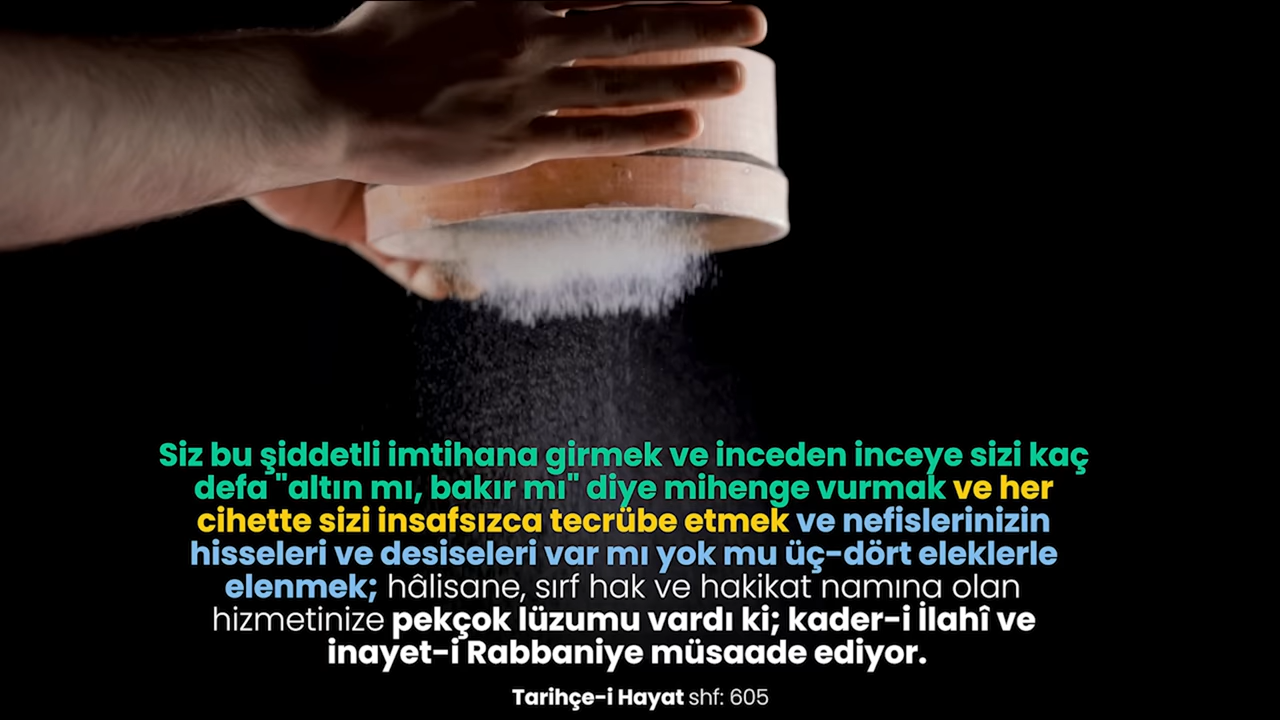 Siz bu şiddetli imtihana girmek ve inceden inceye sizi kaç
defa "altın mı, bakır mı" diye mihenge vurmak ve her
cihette sizi insafsızca tecrübe etmek ve nefislerinizin
hisseleri ve desiseleri var mı yok mu üç-dört eleklerle
elenmek; hâlisane, sırf hak ve hakikat namına olan
hizmetinize pekçok lüzumu vardı ki; kader-i İlahî ve
inayet-i Rabbaniye müsaade ediyor.
Tarihçe-i Hayat shf: 605